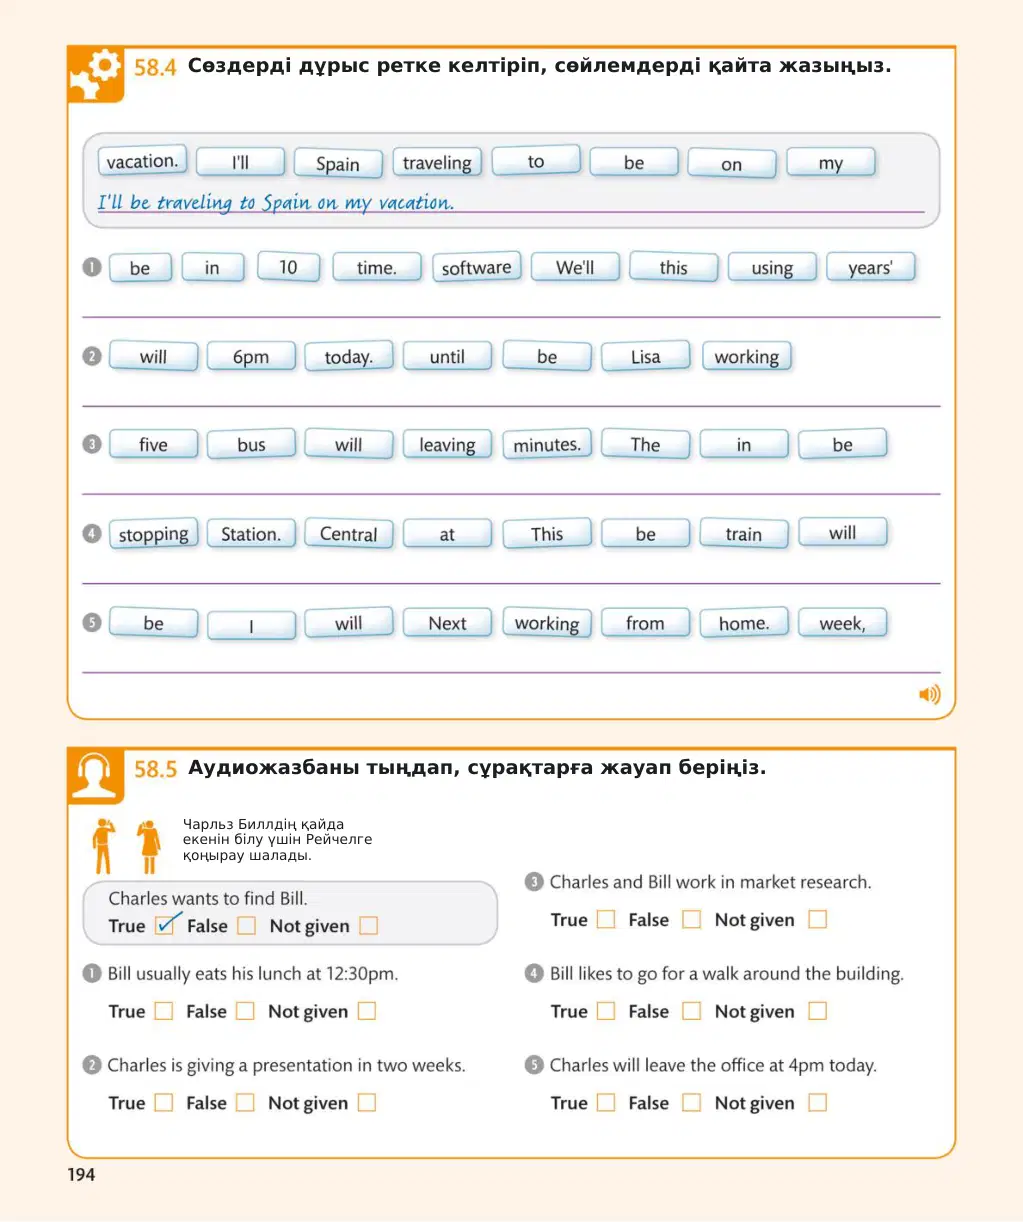 58.4 Сөздерді дұрыс ретке келтіріп, сөйлемдерді қайта жазыңыз.
vacation. I'll Spain traveling to be on my
I'll be traveling to Spain on my vacation.
1 be in 10 time. software We'll this using years'
2 will 6pm today. until be Lisa working
3 five bus will leaving minutes. The in be
4 stopping Station. Central at This be train will
5 be I will Next working from home. week,
58.5 Аудиожазбаны тыңдап, сұрақтарға жауап беріңіз.
Чарльз Биллдің қайда
екенін білу үшін Рейчелге
қоңырау шалады.
Charles wants to find Bill.
True False Not given
1 Bill usually eats his lunch at 12:30pm.
True False Not given
2 Charles is giving a presentation in two weeks.
True False Not given
3 Charles and Bill work in market research.
True False Not given
4 Bill likes to go for a walk around the building.
True False Not given
5 Charles will leave the office at 4pm today.
True False Not given
194